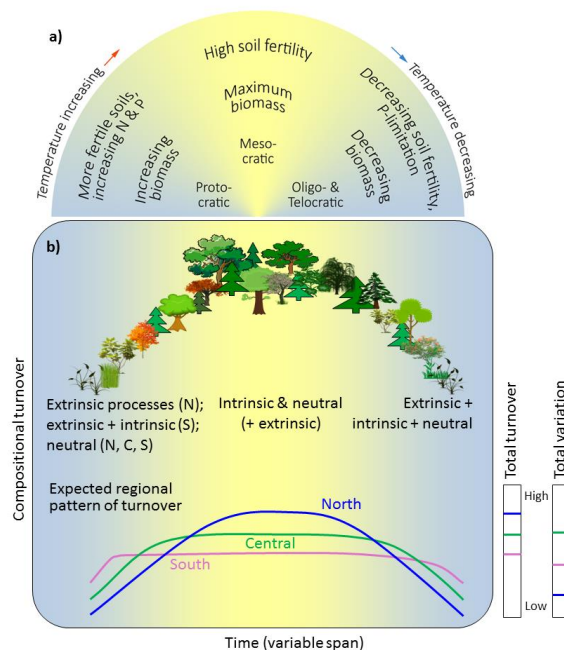 a)
Temperature increasing
Temperature decreasing
High soil fertility
More fertile soils,
increasing N & P
Increasing
biomass
Maximum
biomass
Decreasing soil fertility,
P-limitation
Decreasing
biomass
Meso-
cratic
Proto-
cratic
Oligo- &
Telocratic
b)
Compositional turnover
Extrinsic processes (N);
extrinsic + intrinsic (S);
neutral (N, C, S)
Intrinsic & neutral
(+ extrinsic)
Extrinsic +
intrinsic + neutral
Expected regional
pattern of turnover
North
Central
South
Time (variable span)
Total turnover
Total variation
High
Low